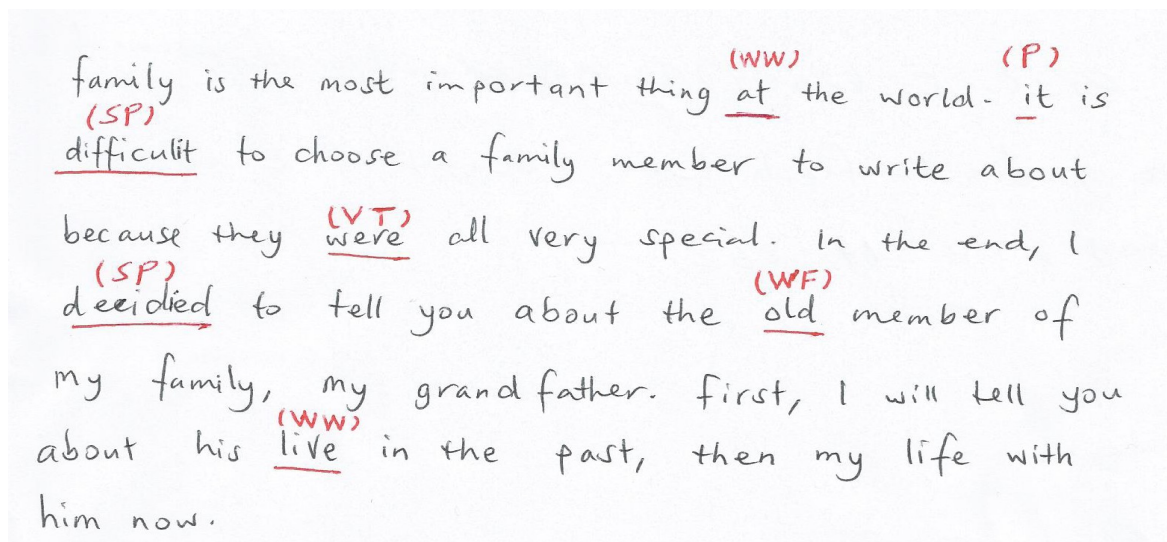 (WW) (P)
family is the most important thing at the world. it is
(SP)
difficulit to choose a family member to write about
(VT)
because they were all very special. In the end, I
(SP) (WF)
decidied to tell you about the old member of
my family, my grandfather. first, I will tell you
(WW)
about his live in the past, then my life with
him now.